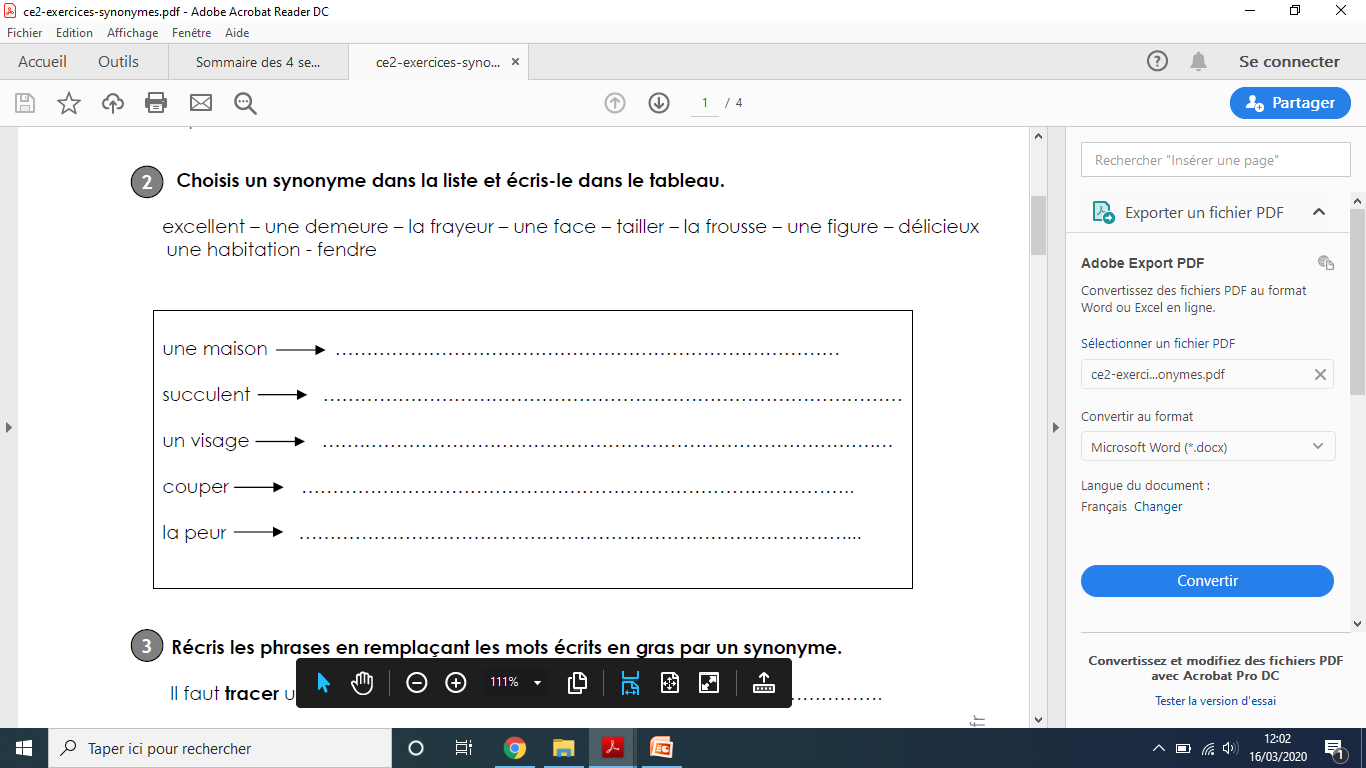 ce2-exercices-synonymes.pdf - Adobe Acrobat Reader DC
Fichier Edition Affichage Fenêtre Aide
Accueil Outils Sommaire des 4 se... ce2-exercices-syno... × Se connecter
1 / 4 Partager
2 Choisis un synonyme dans la liste et écris-le dans le tableau.
excellent – une demeure – la frayeur – une face – tailler – la frousse – une figure – délicieux
une habitation - fendre
une maison → ………………………………………………………………………
succulent → …………………………………………………………………………………
un visage → ………………………………………………………………………………
couper → ……………………………………………………………………………..
la peur → ………………………………………………………………………………...
3 Récris les phrases en remplaçant les mots écrits en gras par un synonyme.
Il faut tracer u ……………
fr
111%
Rechercher "Insérer une page"
Exporter un fichier PDF
Adobe Export PDF
Convertissez des fichiers PDF au format
Word ou Excel en ligne.
Sélectionner un fichier PDF
ce2-exerci...onymes.pdf
Convertir au format
Microsoft Word (*.docx)
Langue du document :
Français Changer
Convertir
Convertissez et modifiez des fichiers PDF
avec Acrobat Pro DC
Tester la version d'essai
Taper ici pour rechercher
12:02
16/03/2020
1